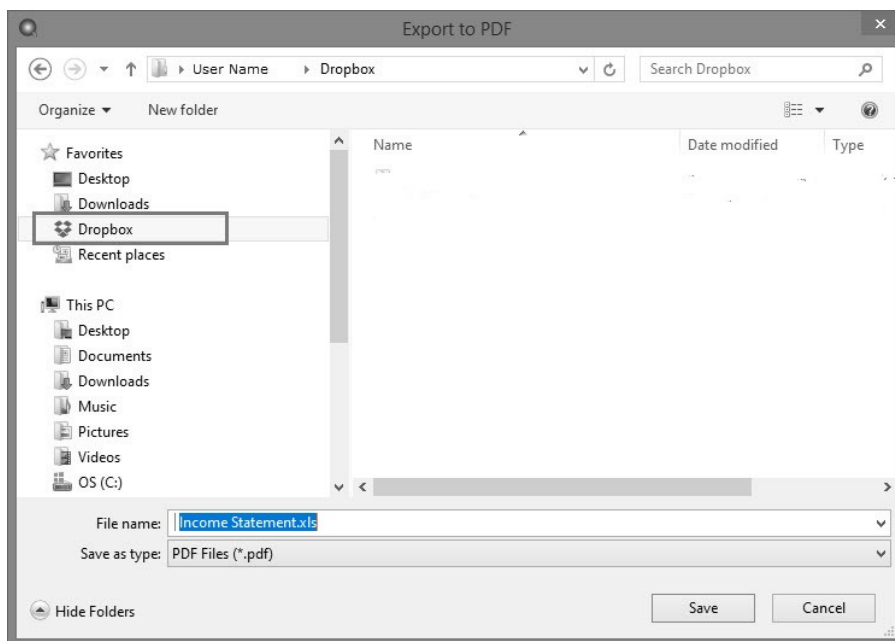 Export to PDF
User Name Dropbox Search Dropbox
Organize New folder
Name Date modified Type
Favorites
Desktop
Downloads
Dropbox
Recent places
This PC
Desktop
Documents
Downloads
Music
Pictures
Videos
OS (C:)
File name: Income Statement.xls
Save as type: PDF Files (*.pdf)
Hide Folders Save Cancel